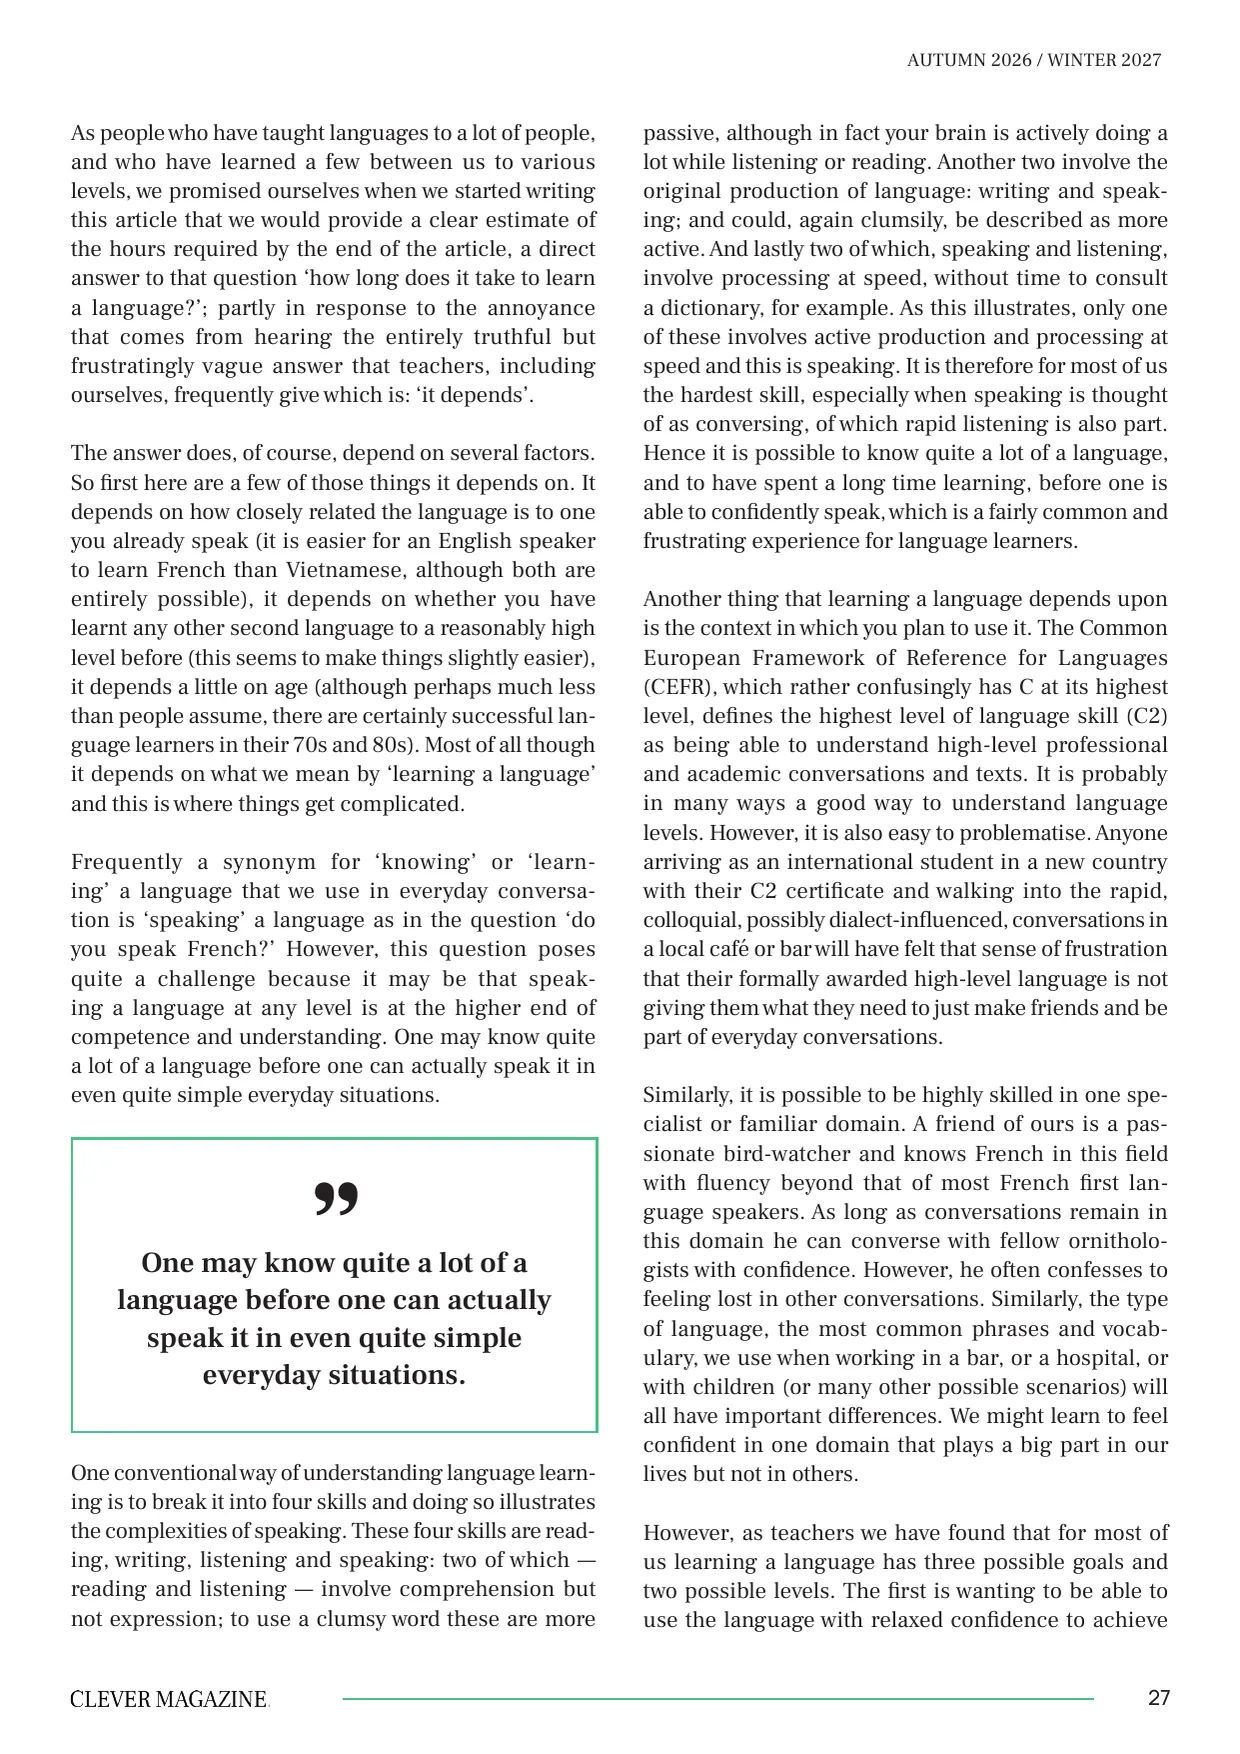 AUTUMN 2026 / WINTER 2027
As people who have taught languages to a lot of people,
and who have learned a few between us to various
levels, we promised ourselves when we started writing
this article that we would provide a clear estimate of
the hours required by the end of the article, a direct
answer to that question ‘how long does it take to learn
a language?’; partly in response to the annoyance
that comes from hearing the entirely truthful but
frustratingly vague answer that teachers, including
ourselves, frequently give which is: ‘it depends’.
The answer does, of course, depend on several factors.
So first here are a few of those things it depends on. It
depends on how closely related the language is to one
you already speak (it is easier for an English speaker
to learn French than Vietnamese, although both are
entirely possible), it depends on whether you have
learnt any other second language to a reasonably high
level before (this seems to make things slightly easier),
it depends a little on age (although perhaps much less
than people assume, there are certainly successful lan-
guage learners in their 70s and 80s). Most of all though
it depends on what we mean by ‘learning a language’
and this is where things get complicated.
Frequently a synonym for ‘knowing’ or ‘learn-
ing’ a language that we use in everyday conversa-
tion is ‘speaking’ a language as in the question ‘do
you speak French?’ However, this question poses
quite a challenge because it may be that speak-
ing a language at any level is at the higher end of
competence and understanding. One may know quite
a lot of a language before one can actually speak it in
even quite simple everyday situations.
”
One may know quite a lot of a
language before one can actually
speak it in even quite simple
everyday situations.
One conventional way of understanding language learn-
ing is to break it into four skills and doing so illustrates
the complexities of speaking. These four skills are read-
ing, writing, listening and speaking: two of which —
reading and listening — involve comprehension but
not expression; to use a clumsy word these are more
passive, although in fact your brain is actively doing a
lot while listening or reading. Another two involve the
original production of language: writing and speak-
ing; and could, again clumsily, be described as more
active. And lastly two of which, speaking and listening,
involve processing at speed, without time to consult
a dictionary, for example. As this illustrates, only one
of these involves active production and processing at
speed and this is speaking. It is therefore for most of us
the hardest skill, especially when speaking is thought
of as conversing, of which rapid listening is also part.
Hence it is possible to know quite a lot of a language,
and to have spent a long time learning, before one is
able to confidently speak, which is a fairly common and
frustrating experience for language learners.
Another thing that learning a language depends upon
is the context in which you plan to use it. The Common
European Framework of Reference for Languages
(CEFR), which rather confusingly has C at its highest
level, defines the highest level of language skill (C2)
as being able to understand high-level professional
and academic conversations and texts. It is probably
in many ways a good way to understand language
levels. However, it is also easy to problematise. Anyone
arriving as an international student in a new country
with their C2 certificate and walking into the rapid,
colloquial, possibly dialect-influenced, conversations in
a local café or bar will have felt that sense of frustration
that their formally awarded high-level language is not
giving them what they need to just make friends and be
part of everyday conversations.
Similarly, it is possible to be highly skilled in one spe-
cialist or familiar domain. A friend of ours is a pas-
sionate bird-watcher and knows French in this field
with fluency beyond that of most French first lan-
guage speakers. As long as conversations remain in
this domain he can converse with fellow ornitholo-
gists with confidence. However, he often confesses to
feeling lost in other conversations. Similarly, the type
of language, the most common phrases and vocab-
ulary, we use when working in a bar, or a hospital, or
with children (or many other possible scenarios) will
all have important differences. We might learn to feel
confident in one domain that plays a big part in our
lives but not in others.
However, as teachers we have found that for most of
us learning a language has three possible goals and
two possible levels. The first is wanting to be able to
use the language with relaxed confidence to achieve
CLEVER MAGAZINE.
27